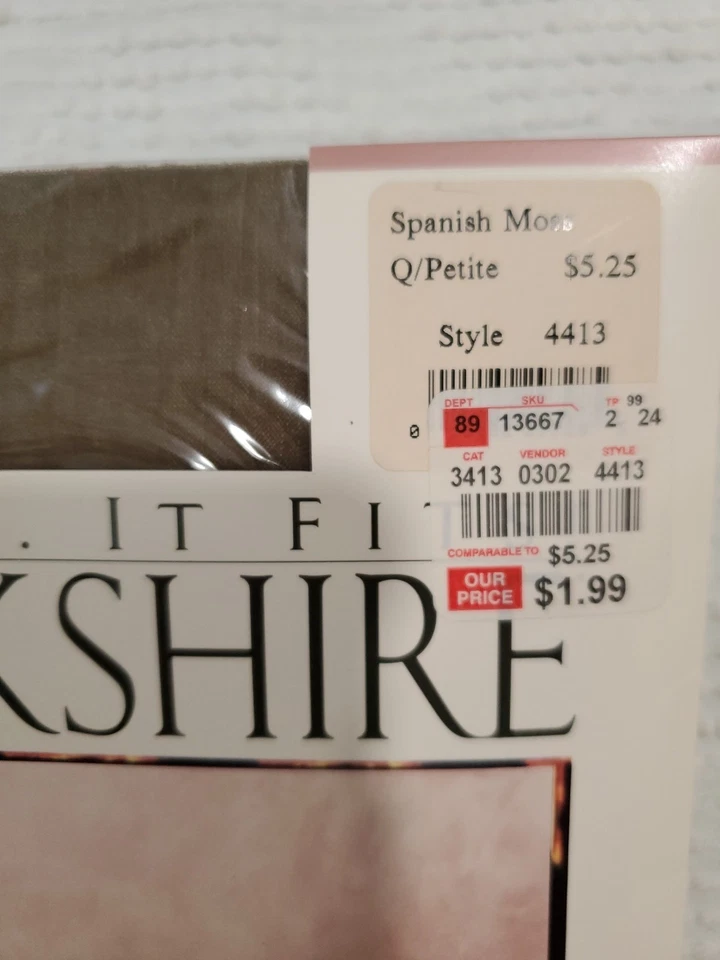 Spanish Moss
Q/Petite $5.25
Style 4413
0
DEPT SKU TP 99
89 13667 2 24
CAT VENDOR STYLE
3413 0302 4413
COMPARABLE TO $5.25
OUR PRICE $1.99
. IT FI
KSHIRE